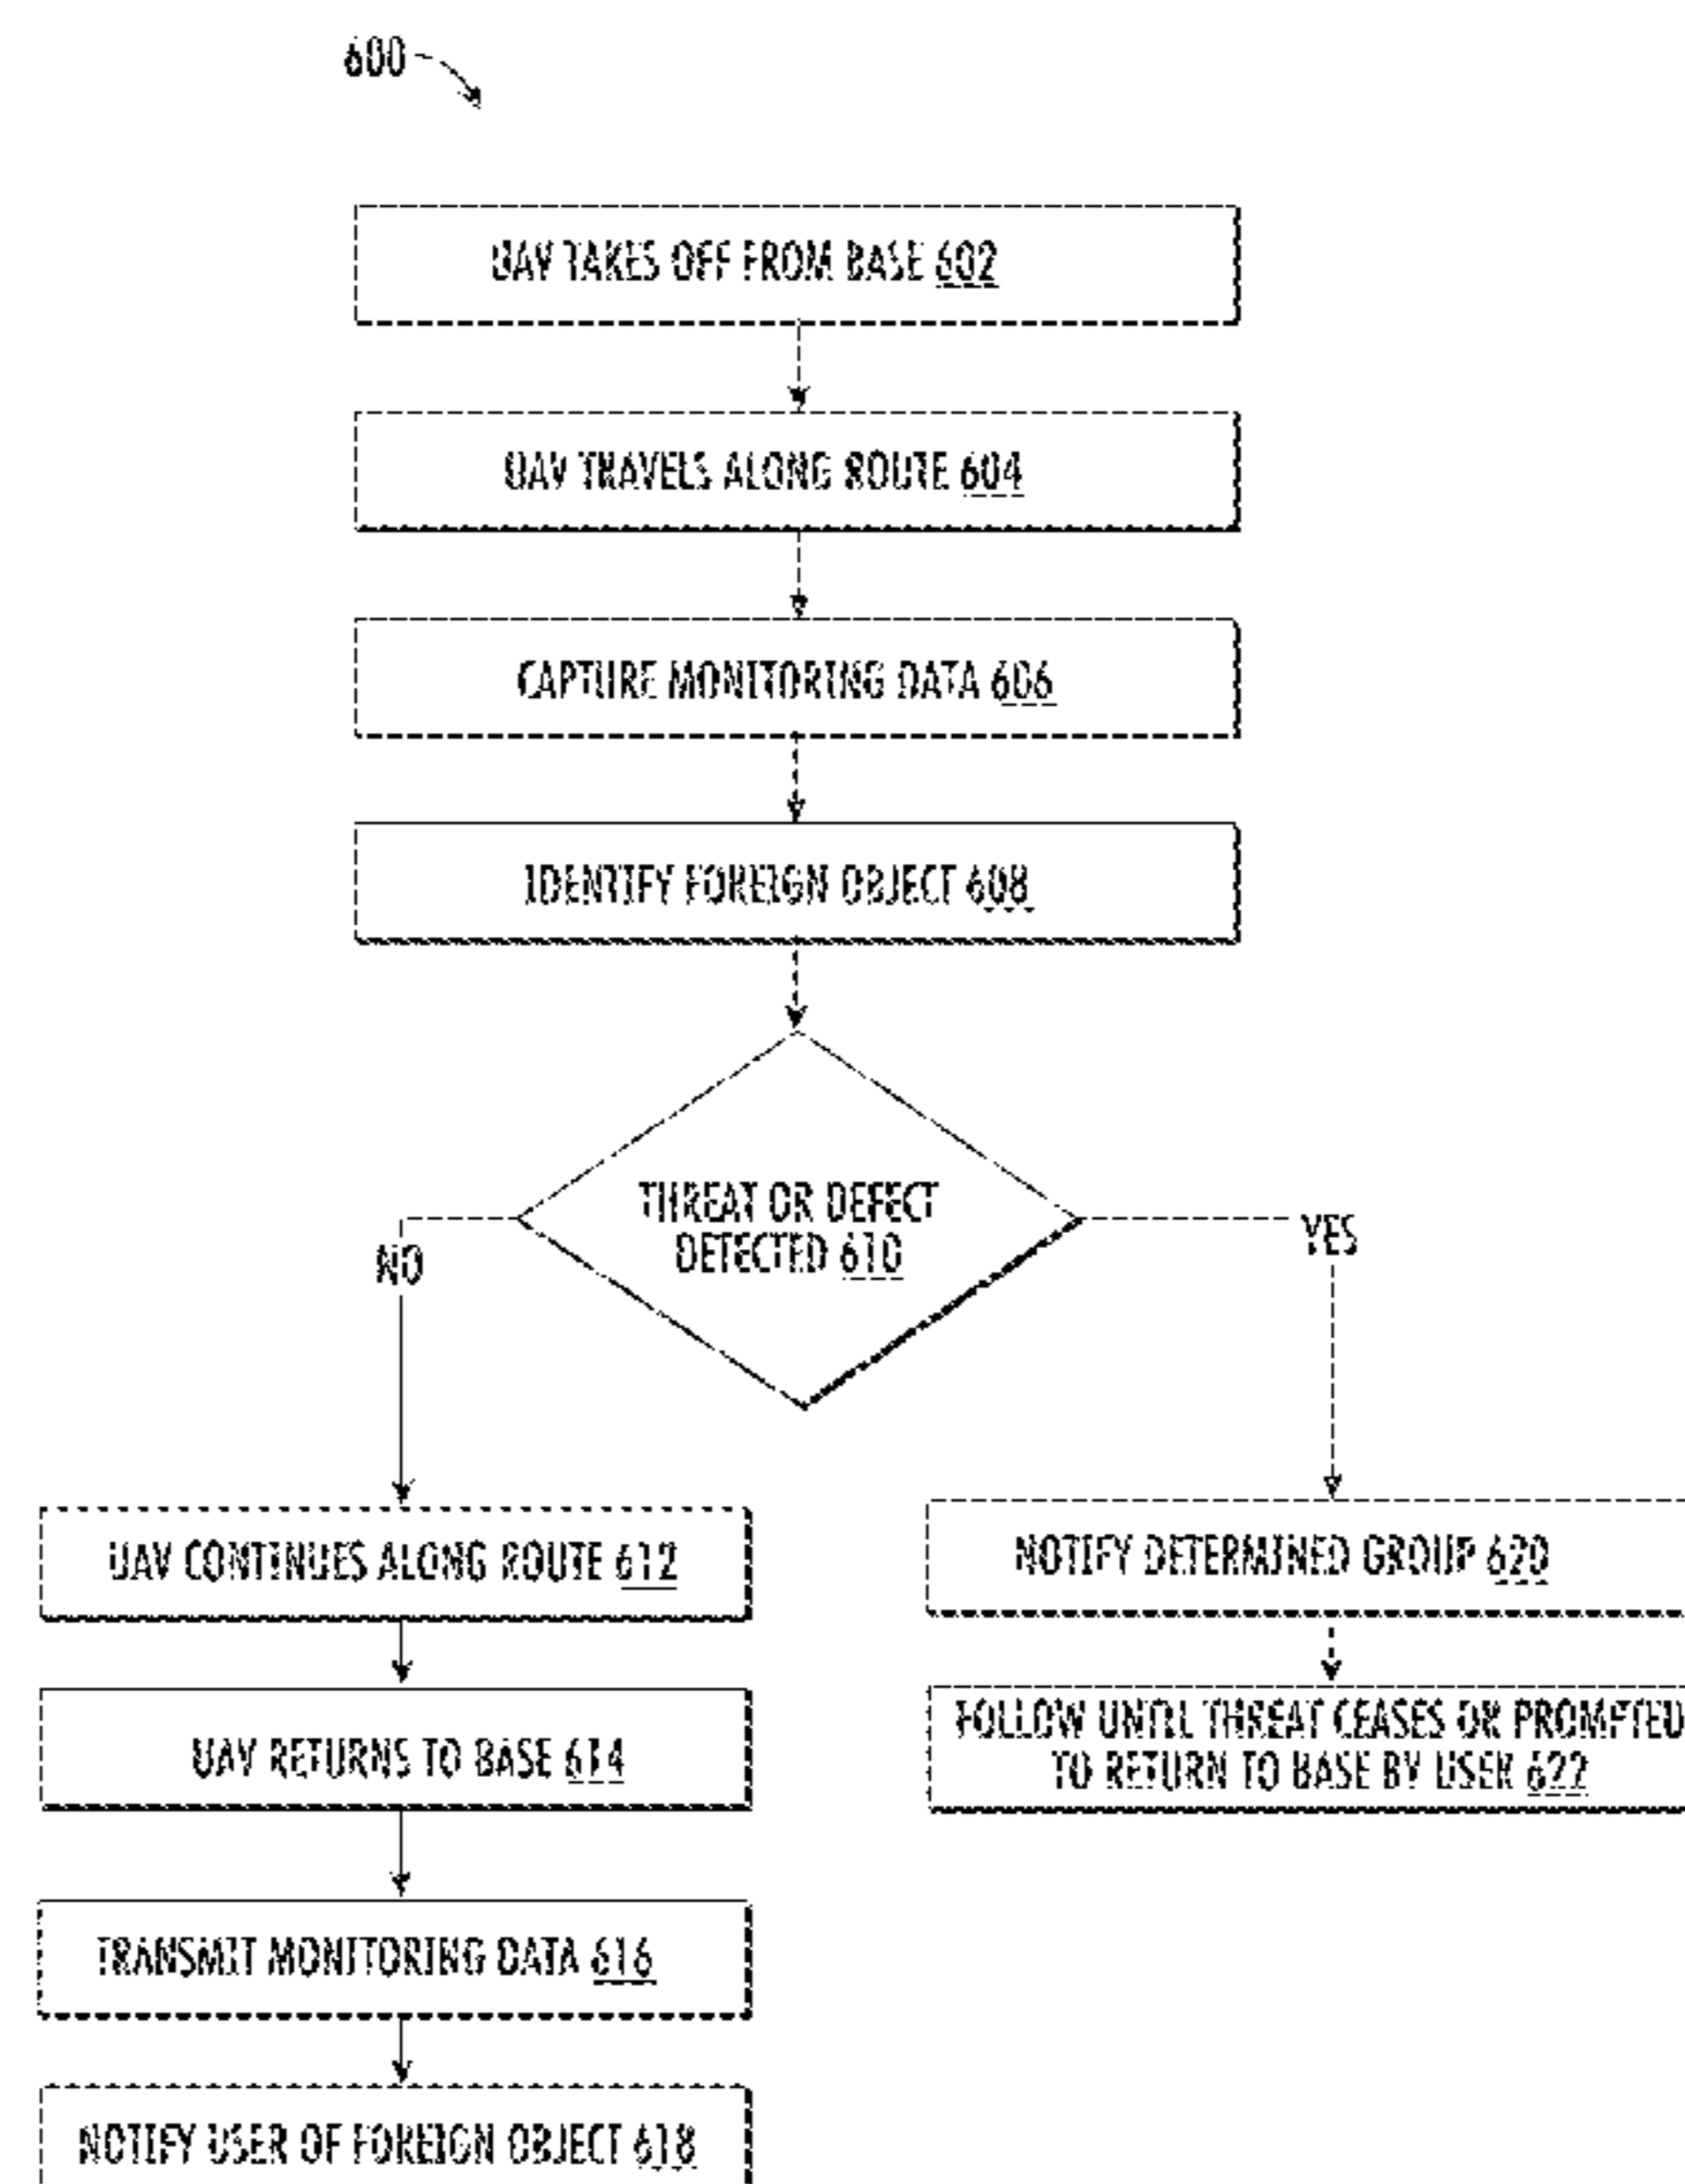 600
UAV TAKES OFF FROM BASE 602
UAV TRAVELS ALONG ROUTE 604
CAPTURE MONITORING DATA 606
IDENTIFY FOREIGN OBJECT 608
THREAT OR DEFECT
DETECTED 610
NO
YES
UAV CONTINUES ALONG ROUTE 612
UAV RETURNS TO BASE 614
TRANSMIT MONITORING DATA 616
NOTIFY USER OF FOREIGN OBJECT 618
NOTIFY DETERMINED GROUP 620
FOLLOW UNTIL THREAT CEASES OR PROMPTED
TO RETURN TO BASE BY USER 622